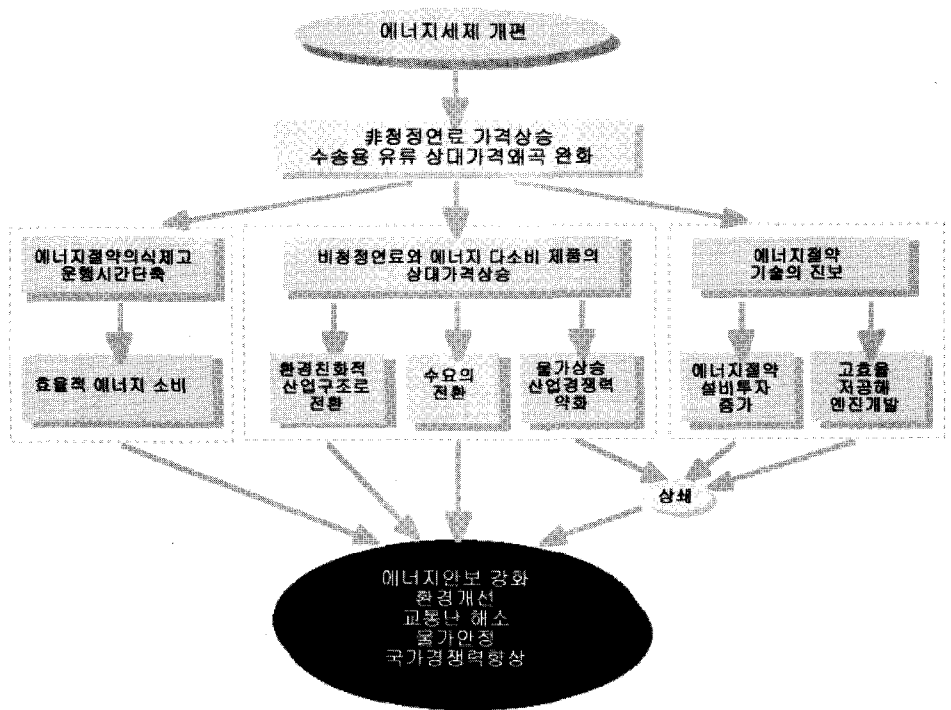 에너지세제 개편
非청정연료 가격상승
수송용 유류 상대가격왜곡 완화
에너지절약의식제고
운행시간단축
비청정연료와 에너지 다소비 제품의
상대가격상승
에너지절약
기술의 진보
효율적 에너지 소비
환경친화적
산업구조로
전환
수요의
전환
물가상승
산업경쟁력
약화
에너지절약
설비투자
증가
고효율
저공해
엔진개발
상쇄
에너지안보 강화
환경개선
교통난 해소
물가안정
국가경쟁력향상